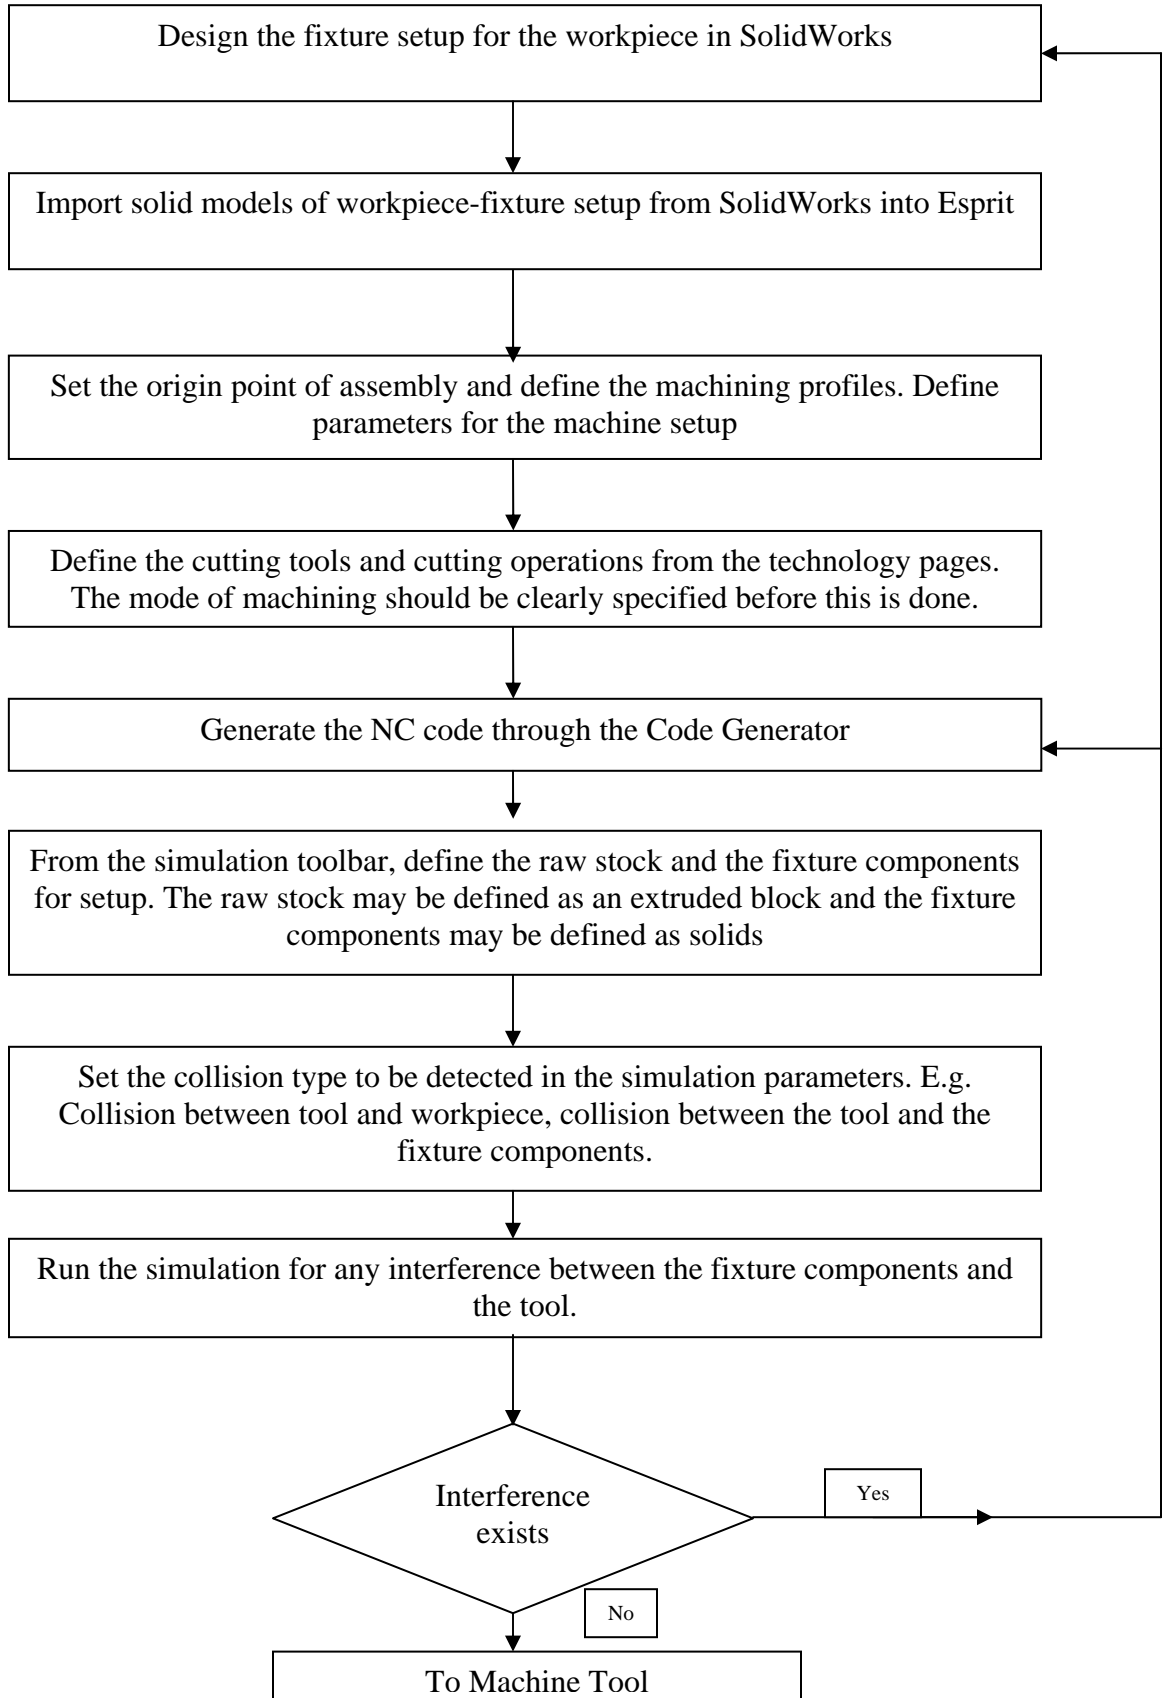 Design the fixture setup for the workpiece in SolidWorks
Import solid models of workpiece-fixture setup from SolidWorks into Esprit
Set the origin point of assembly and define the machining profiles. Define
parameters for the machine setup
Define the cutting tools and cutting operations from the technology pages.
The mode of machining should be clearly specified before this is done.
Generate the NC code through the Code Generator
From the simulation toolbar, define the raw stock and the fixture components
for setup. The raw stock may be defined as an extruded block and the fixture
components may be defined as solids
Set the collision type to be detected in the simulation parameters. E.g.
Collision between tool and workpiece, collision between the tool and the
fixture components.
Run the simulation for any interference between the fixture components and
the tool.
Interference
exists
Yes
No
To Machine Tool